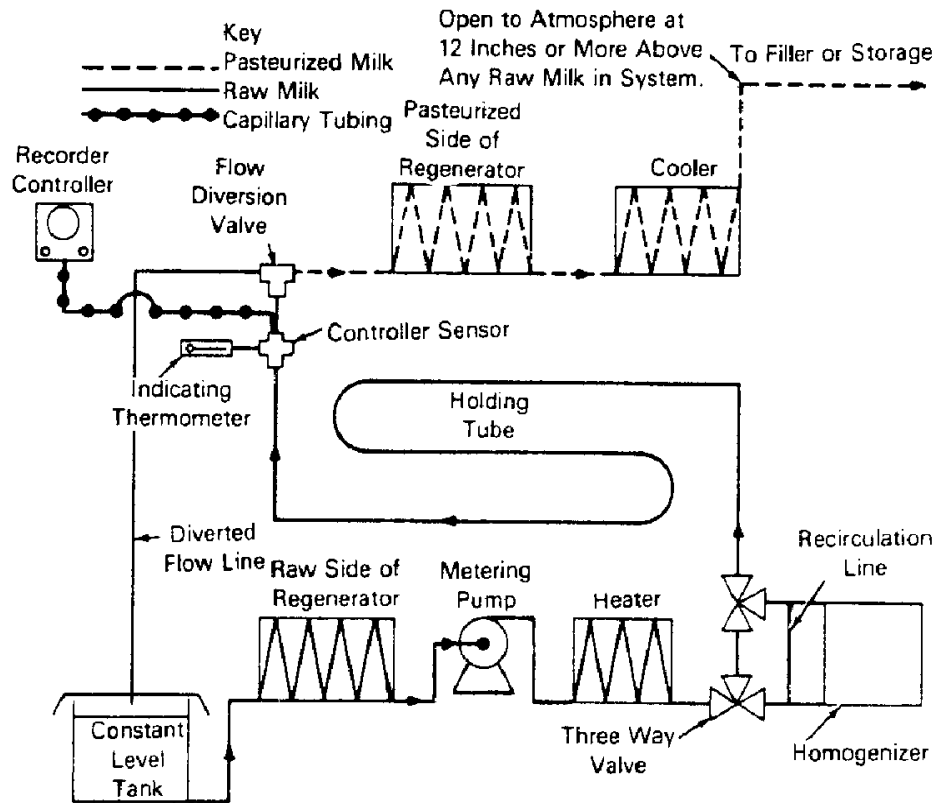 Key
Pasteurized Milk
Raw Milk
Capillary Tubing
Open to Atmosphere at
12 Inches or More Above
Any Raw Milk in System.
To Filler or Storage
Recorder
Controller
Flow
Diversion
Valve
Pasteurized
Side of
Regenerator
Cooler
Controller Sensor
Indicating
Thermometer
Holding
Tube
Diverted
Flow Line
Raw Side of
Regenerator
Metering
Pump
Heater
Recirculation
Line
Constant
Level
Tank
Three Way
Valve
Homogenizer